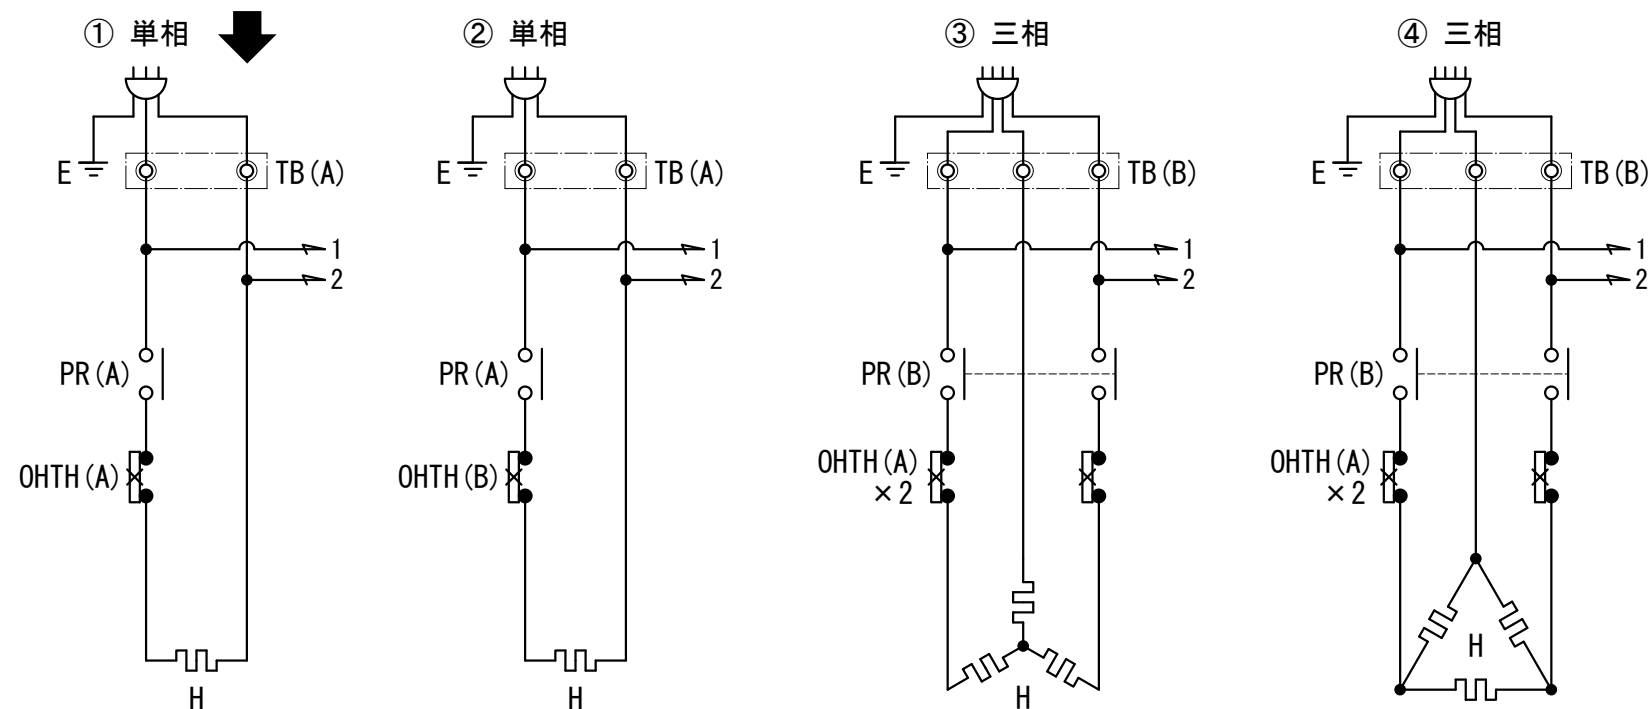 ① 単相
② 単相
③ 三相
④ 三相
E
TB(A)
E
TB(A)
E
TB(B)
E
TB(B)
1
1
1
1
2
2
2
2
PR(A)
PR(A)
PR(B)
PR(B)
OHTH(A)
OHTH(B)
OHTH(A)
×2
OHTH(A)
×2
H
H
H
H